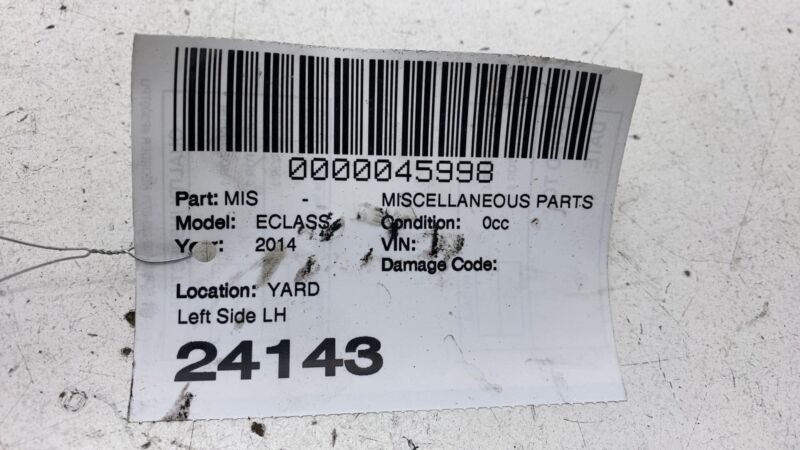 0000045998
Part: MIS - MISCELLANEOUS PARTS
Model: ECLASS Condition: 0cc
Year: 2014 VIN:
Damage Code:
Location: YARD
Left Side LH
24143